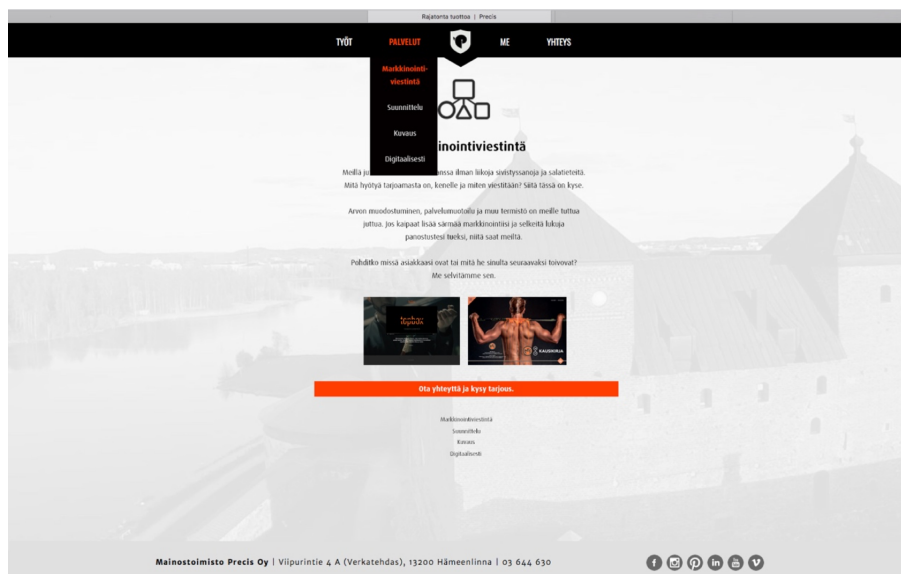 Rajatonta tuottoa | Precis
TYÖT
PALVELUT
ME
YHTEYS
Markkinointi-
viestintä
Suunnittelu
Kuvaus
Digitaalisesti
inointiviestintä
Meillä ju anssa ilman liikoja sivistyssanoja ja salatieteitä.
Mitä hyötyä tarjoamasta on, kenelle ja miten viestitään? Siitä tässä on kyse.
Arvon muodostuminen, palvelumuotoilu ja muu termistö on meille tuttua
juttua. Jos kaipaat lisää särmää markkinointiisi ja selkeitä lukuja
panostustesi tueksi, niitä saat meiltä.
Pohditko missä asiakkaasi ovat tai mitä he sinulta seuraavaksi toivovat?
Me selvitämme sen.
KAUSKIRJA
Ota yhteyttä ja kysy tarjous.
Markkinointiviestintä
Suunnittelu
Kuvaus
Digitaalisesti
Mainostoimisto Precis Oy | Viipurintie 4 A (Verkatehdas), 13200 Hämeenlinna | 03 644 630